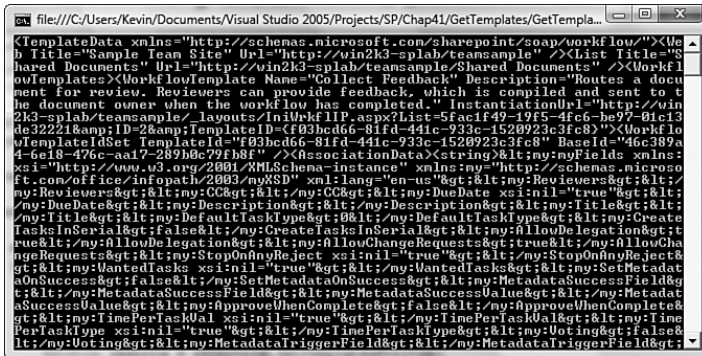 file:///C:/Users/Kevin/Documents/Visual Studio 2005/Projects/SP/Chap41/GetTemplates/GetTempla...
<TemplateData xmlns="http://schemas.microsoft.com/sharepoint/soap/workflow/"><We
b Title="Sample Team Site" Url="http://win2k3-splab/teamsample" /><List Title="S
hared Documents" Url="http://win2k3-splab/teamsample/Shared Documents" /><Workfl
owTemplates><WorkflowTemplate Name="Collect Feedback" Description="Routes a docu
ment for review. Reviewers can provide feedback, which is compiled and sent to t
he document owner when the workflow has completed." InstantiationUrl="http://win
2k3-splab/teamsample/_layouts/IniWrkflIP.aspx?List=5fac1f49-19f5-4fc6-be97-01c13
de32221&amp;ID=2&amp;TemplateID={f03bcd66-81fd-441c-933c-1520923c3fc8}"><Workflo
wTemplateIdSet TemplateId="f03bcd66-81fd-441c-933c-1520923c3fc8" BaseId="46c389a
4-6e18-476c-aa17-289b0c79fb8f" /><AssociationData><string>&lt;my:myFields xmlns:
xsi="http://www.w3.org/2001/XMLSchema-instance" xmlns:my="http://schemas.microso
ft.com/office/infopath/2003/myXSD" xml:lang="en-us"&gt;&lt;my:Reviewers&gt;&lt;/
my:Reviewers&gt;&lt;my:CC&gt;&lt;/my:CC&gt;&lt;my:DueDate xsi:nil="true"&gt;&lt;
/my:DueDate&gt;&lt;my:Description&gt;&lt;/my:Description&gt;&lt;my:Title&gt;&lt;
/my:Title&gt;&lt;my:DefaultTaskType&gt;0&lt;/my:DefaultTaskType&gt;&lt;my:Create
TasksInSerial&gt;false&lt;/my:CreateTasksInSerial&gt;&lt;my:AllowDelegation&gt;t
rue&lt;/my:AllowDelegation&gt;&lt;my:AllowChangeRequests&gt;true&lt;/my:AllowCha
ngeRequests&gt;&lt;my:StopOnAnyReject xsi:nil="true"&gt;&lt;/my:StopOnAnyReject&
gt;&lt;my:WantedTasks xsi:nil="true"&gt;&lt;/my:WantedTasks&gt;&lt;my:SetMetadat
aOnSuccess&gt;false&lt;/my:SetMetadataOnSuccess&gt;&lt;my:MetadataSuccessField&g
t;&lt;/my:MetadataSuccessField&gt;&lt;my:MetadataSuccessValue&gt;&lt;/my:Metadat
aSuccessValue&gt;&lt;my:ApproveWhenComplete&gt;false&lt;/my:ApproveWhenComplete&
gt;&lt;my:TimePerTaskVal xsi:nil="true"&gt;&lt;/my:TimePerTaskVal&gt;&lt;my:Time
PerTaskType xsi:nil="true"&gt;&lt;/my:TimePerTaskType&gt;&lt;my:Voting&gt;false&
lt;/my:Voting&gt;&lt;my:MetadataTriggerField&gt;&lt;/my:MetadataTriggerField&gt;